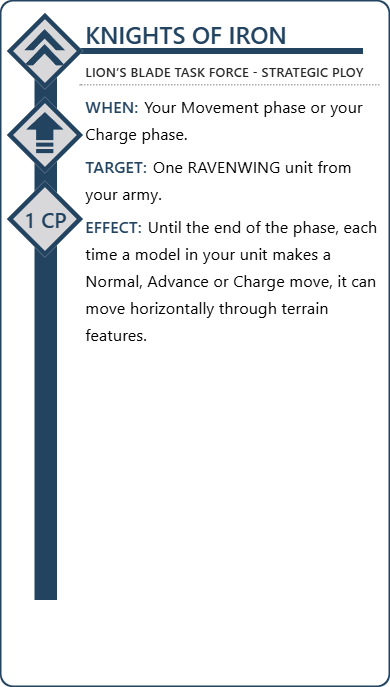 KNIGHTS OF IRON
LION'S BLADE TASK FORCE - STRATEGIC PLOY
WHEN: Your Movement phase or your
Charge phase.
TARGET: One RAVENWING unit from
your army.
1 CP
EFFECT: Until the end of the phase, each
time a model in your unit makes a
Normal, Advance or Charge move, it can
move horizontally through terrain
features.